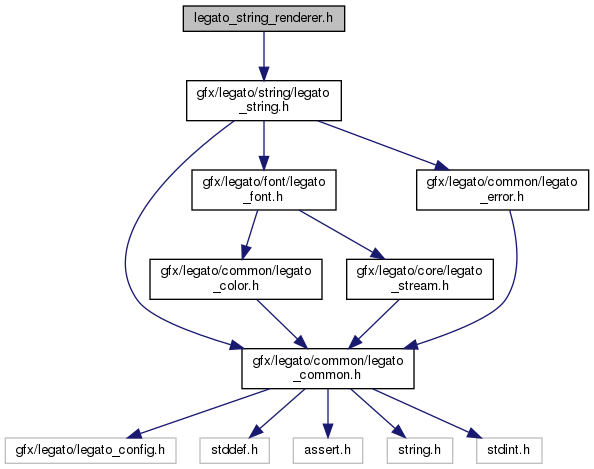 legato_string_renderer.h
gfx/legato/string/legato
_string.h
gfx/legato/font/legato
_font.h
gfx/legato/common/legato
_error.h
gfx/legato/common/legato
_color.h
gfx/legato/core/legato
_stream.h
gfx/legato/common/legato
_common.h
gfx/legato/legato_config.h
stddef.h
assert.h
string.h
stdint.h